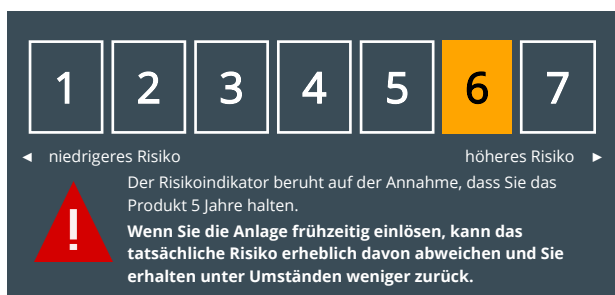 1 2 3 4 5 6 7
◄ niedrigeres Risiko höheres Risiko ►
Der Risikoindikator beruht auf der Annahme, dass Sie das
Produkt 5 Jahre halten.
Wenn Sie die Anlage frühzeitig einlösen, kann das
tatsächliche Risiko erheblich davon abweichen und Sie
erhalten unter Umständen weniger zurück.
!